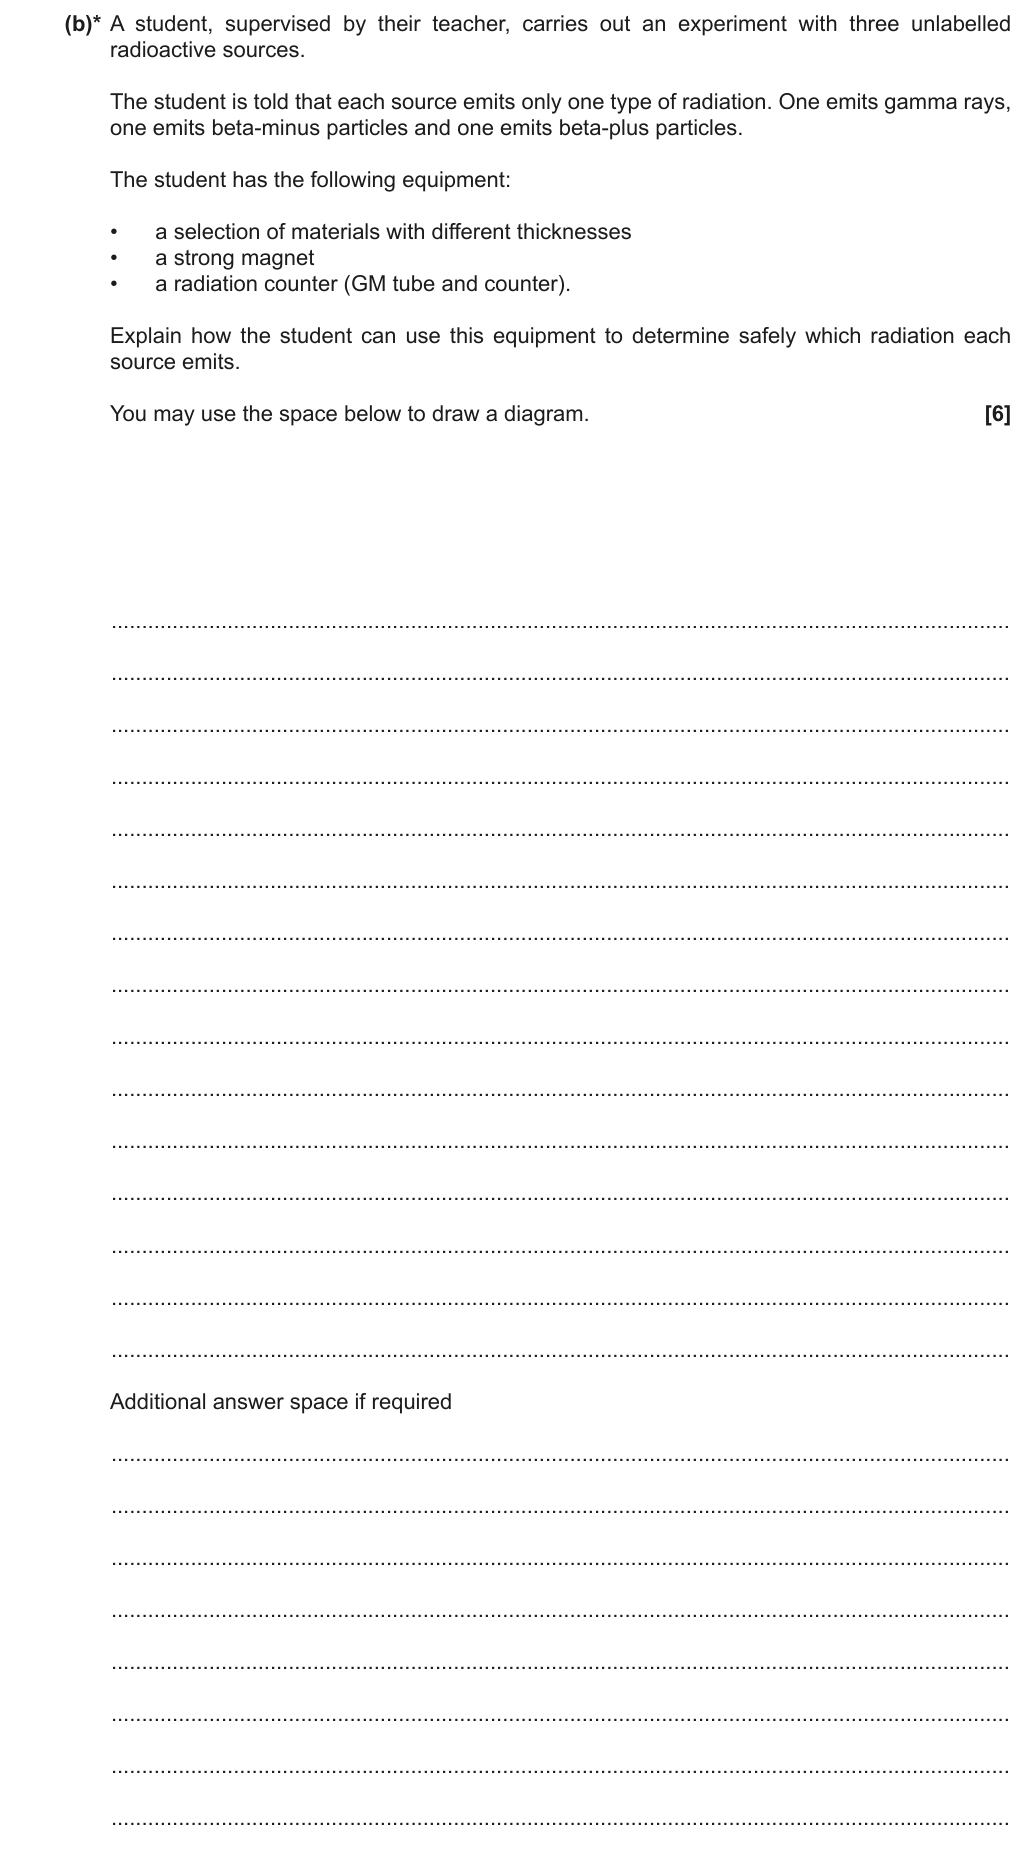 (b)* A student, supervised by their teacher, carries out an experiment with three unlabelled
radioactive sources.
The student is told that each source emits only one type of radiation. One emits gamma rays,
one emits beta-minus particles and one emits beta-plus particles.
The student has the following equipment:
• a selection of materials with different thicknesses
• a strong magnet
• a radiation counter (GM tube and counter).
Explain how the student can use this equipment to determine safely which radiation each
source emits.
You may use the space below to draw a diagram. [6]
Additional answer space if required